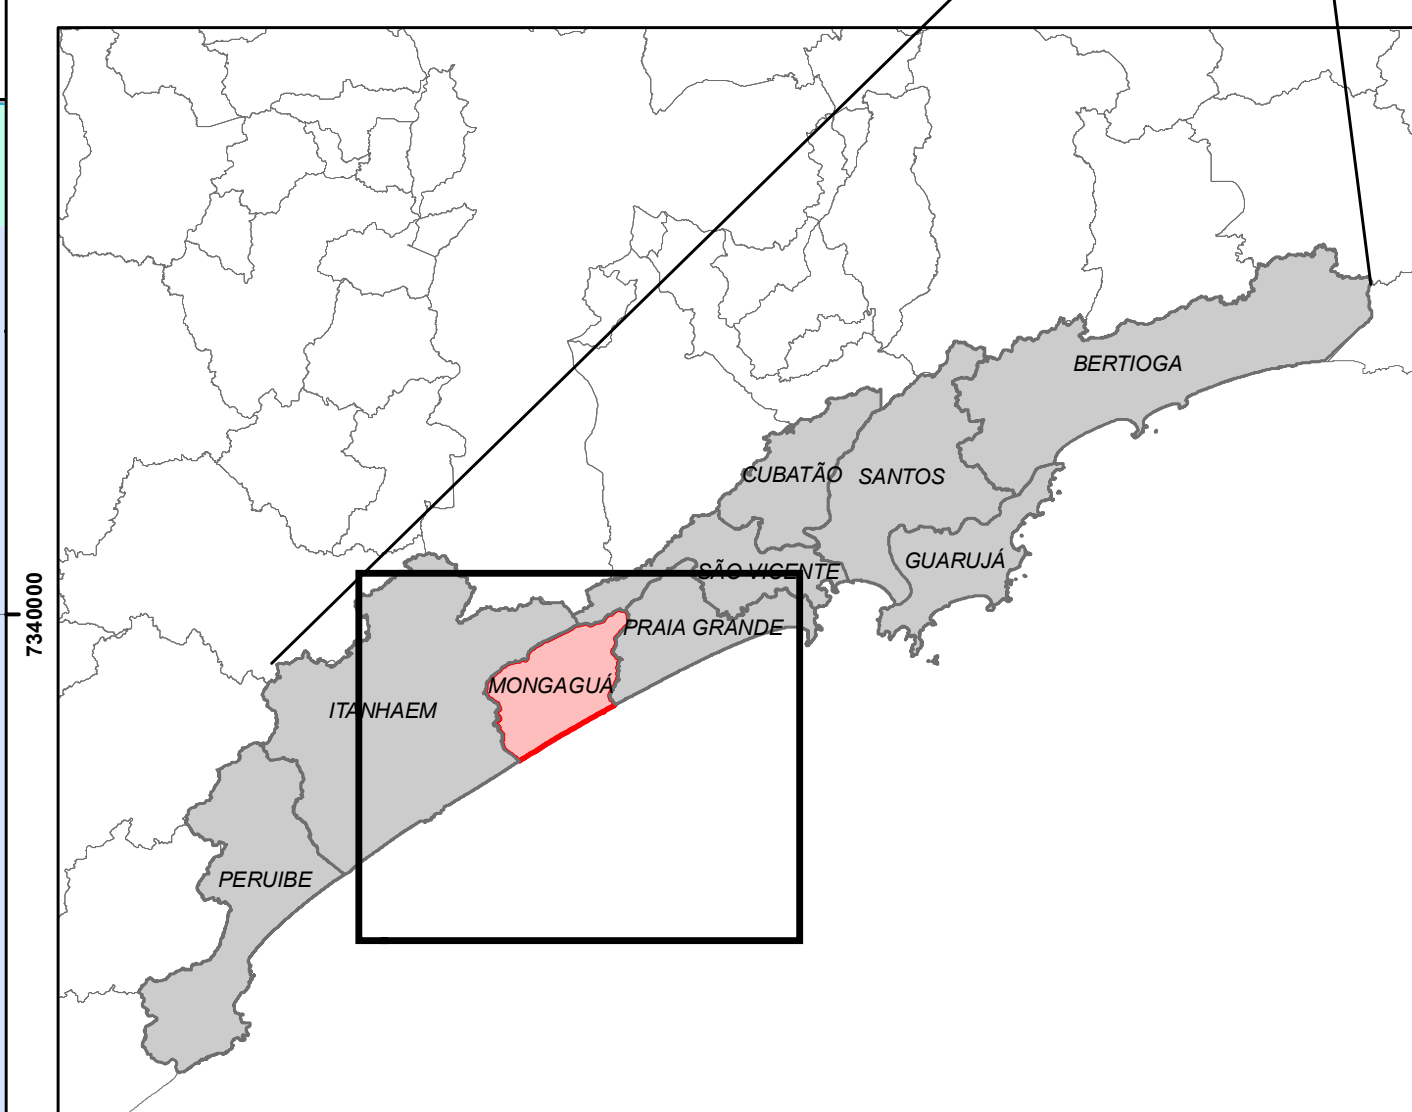 BERTIOGA
CUBATÃO
SANTOS
GUARUJÁ
SÃO VICENTE
7340000
PRAIA GRANDE
MONGAGUÁ
ITANHAEM
PERUIBE